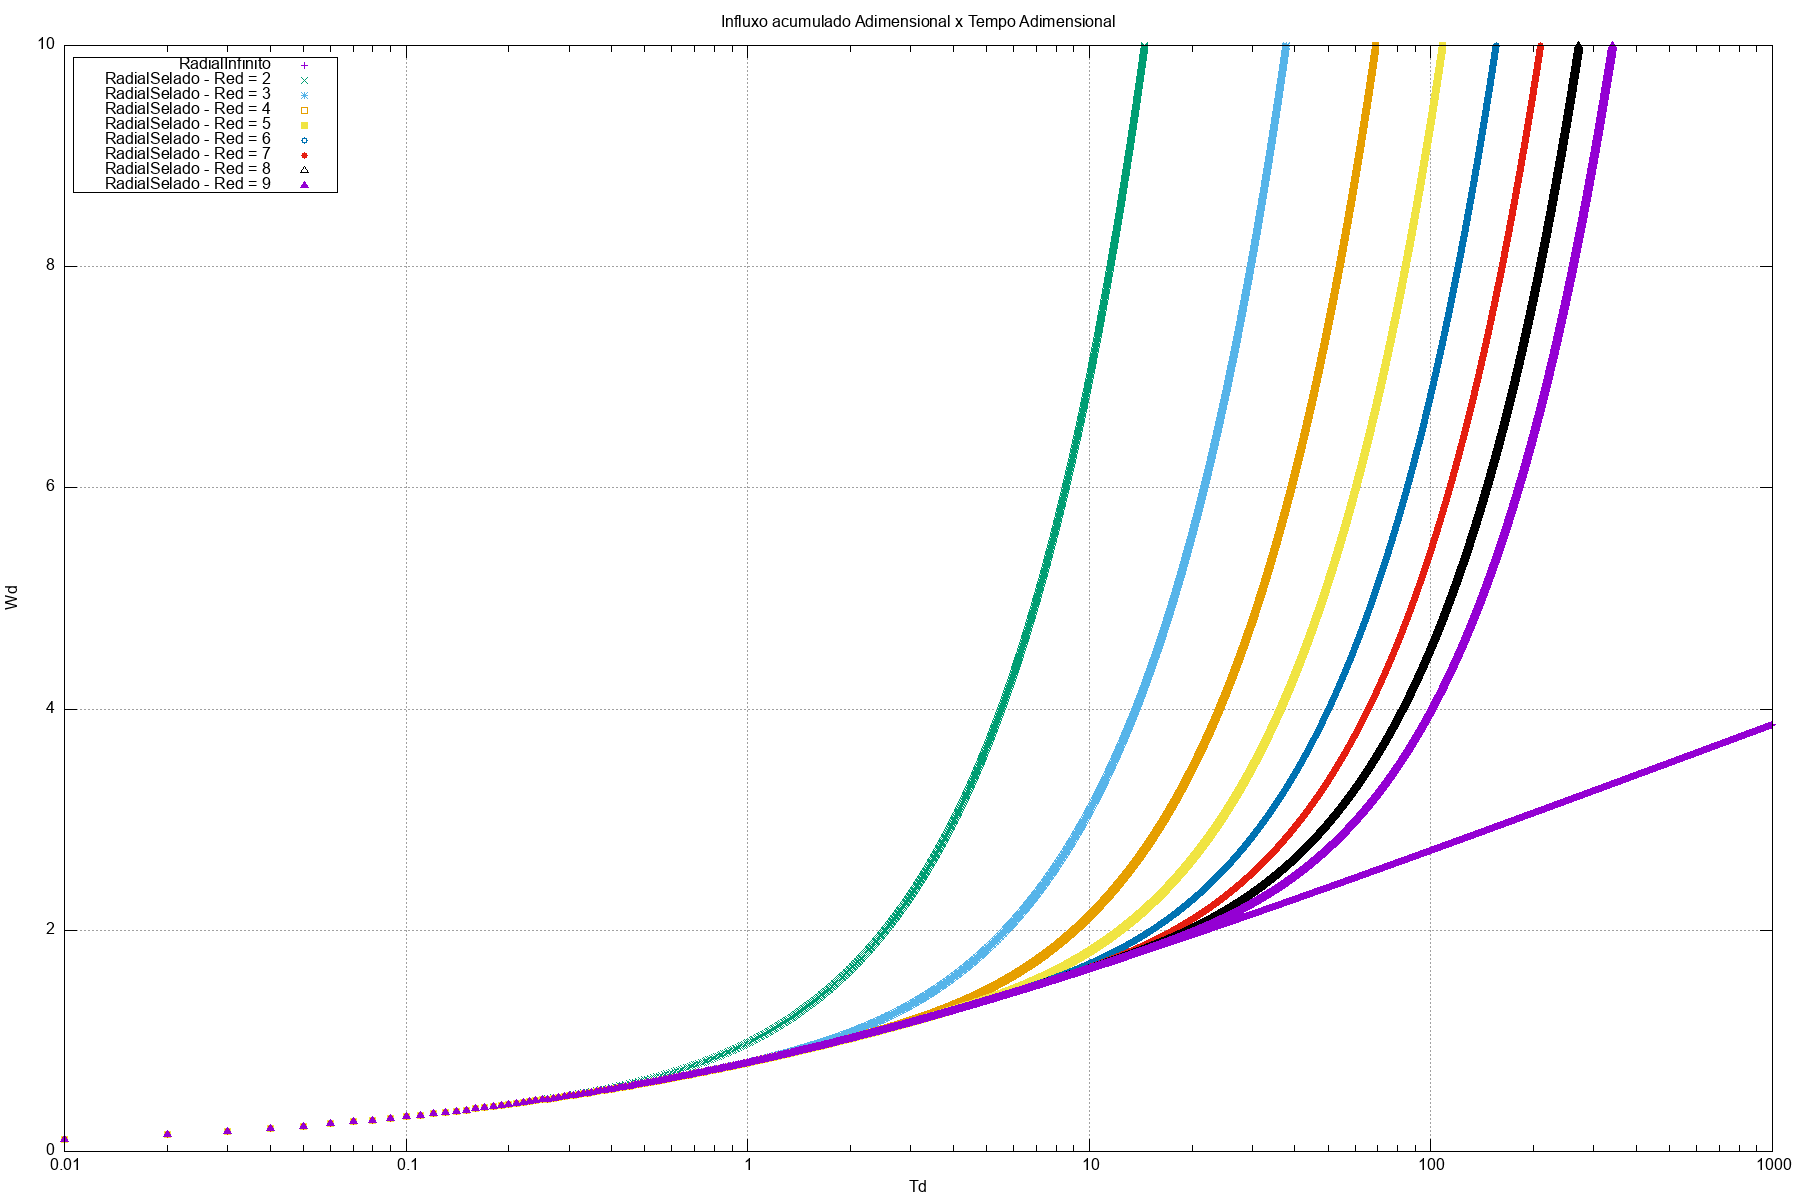 Influxo acumulado Adimensional x Tempo Adimensional
10
RadialInfinito
RadialSelado - Red = 2
RadialSelado - Red = 3
RadialSelado - Red = 4
RadialSelado - Red = 5
RadialSelado - Red = 6
RadialSelado - Red = 7
RadialSelado - Red = 8
RadialSelado - Red = 9
8
6
Wd
4
2
0
0.01 0.1 1 10 100 1000
Td